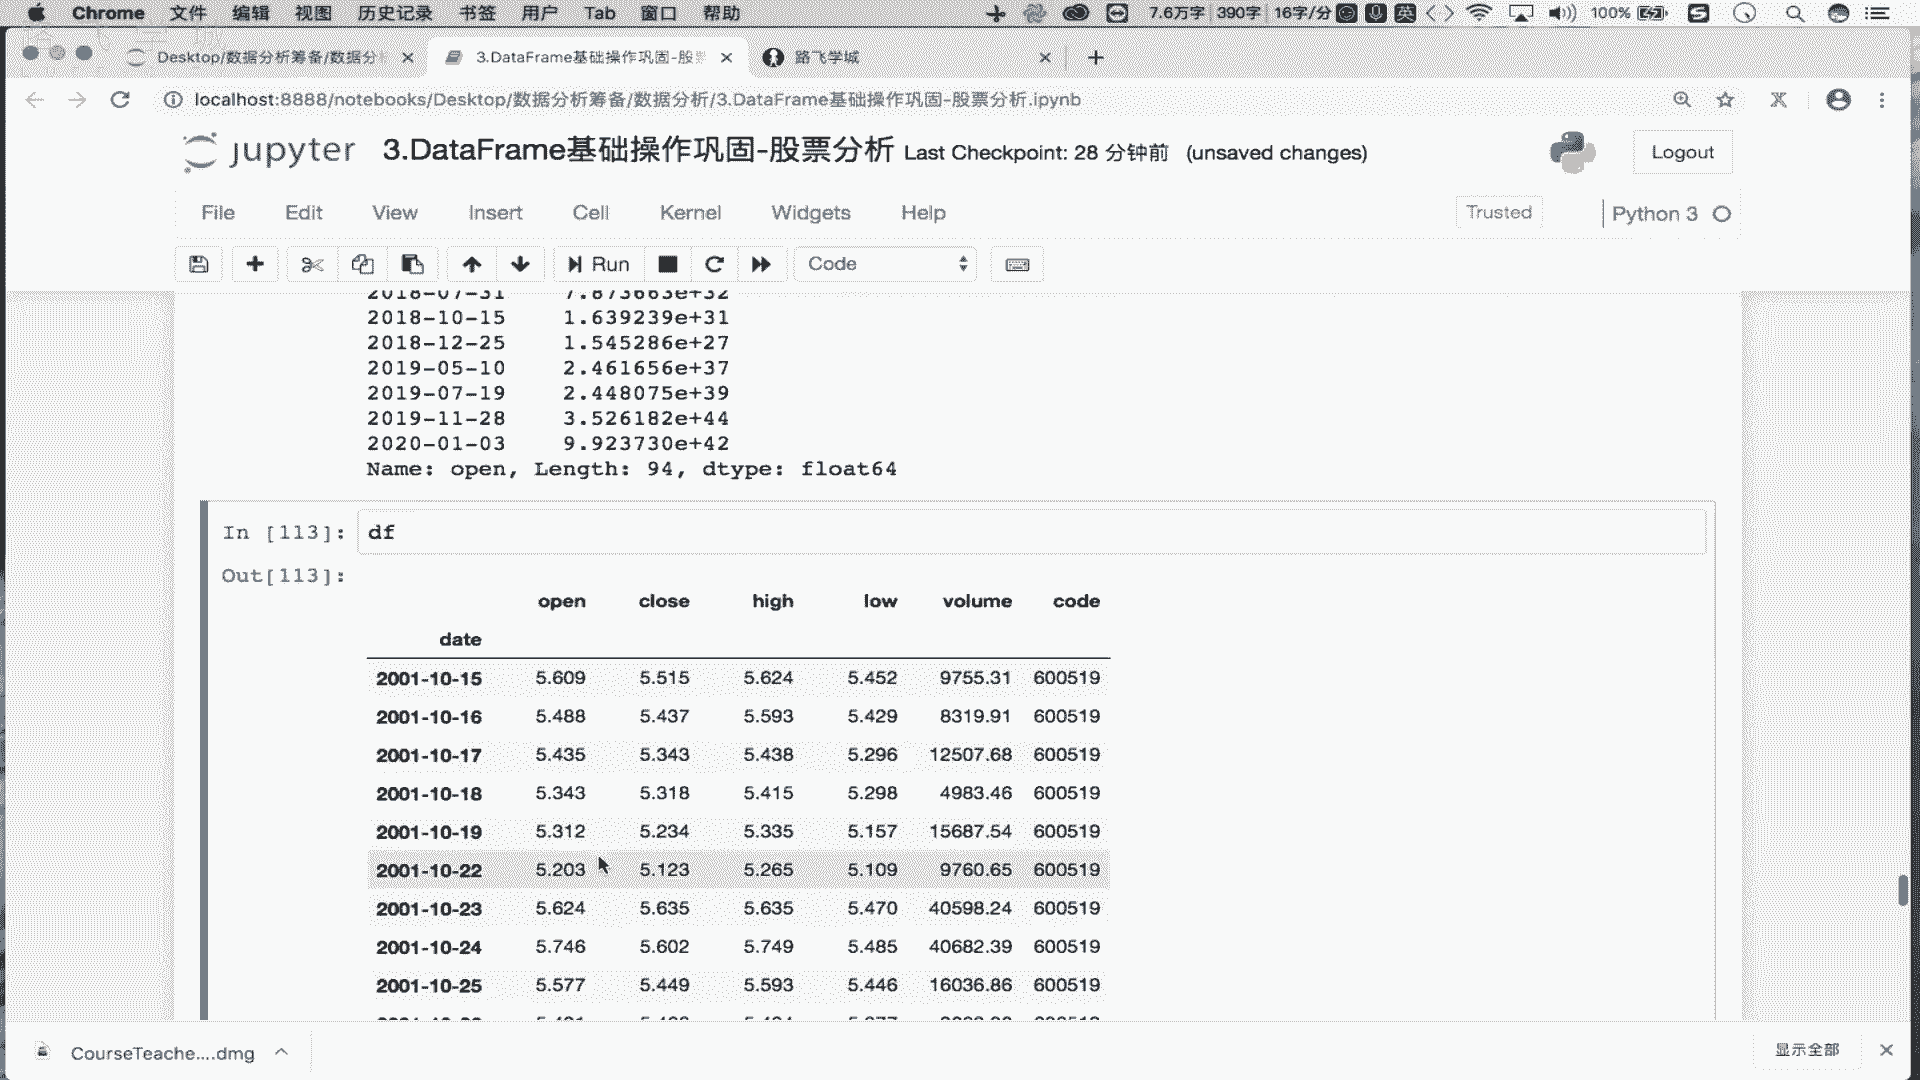 Chrome 文件 编辑 视图 历史记录 书签 用户 Tab 窗口 帮助 7.6万字 390字 16字/分 英 100%
Desktop/数据分析筹备/数据分 3.DataFrame基础操作巩固-股 路飞学城
localhost:8888/notebooks/Desktop/数据分析筹备/数据分析/3.DataFrame基础操作巩固-股票分析.ipynb
jupyter 3.DataFrame基础操作巩固-股票分析 Last Checkpoint: 28 分钟前 (unsaved changes) Logout
File Edit View Insert Cell Kernel Widgets Help Trusted Python 3
Run Code
2018-07-31 7.873663e+32
2018-10-15 1.639239e+31
2018-12-25 1.545286e+27
2019-05-10 2.461656e+37
2019-07-19 2.448075e+39
2019-11-28 3.526182e+44
2020-01-03 9.923730e+42
Name: open, Length: 94, dtype: float64
In [113]: df
Out[113]:
open close high low volume code
date
2001-10-15 5.609 5.515 5.624 5.452 9755.31 600519
2001-10-16 5.488 5.437 5.593 5.429 8319.91 600519
2001-10-17 5.435 5.343 5.438 5.296 12507.68 600519
2001-10-18 5.343 5.318 5.415 5.298 4983.46 600519
2001-10-19 5.312 5.234 5.335 5.157 15687.54 600519
2001-10-22 5.203 5.123 5.265 5.109 9760.65 600519
2001-10-23 5.624 5.635 5.635 5.470 40598.24 600519
2001-10-24 5.746 5.602 5.749 5.485 40682.39 600519
2001-10-25 5.577 5.449 5.593 5.446 16036.86 600519
CourseTeache....dmg 显示全部